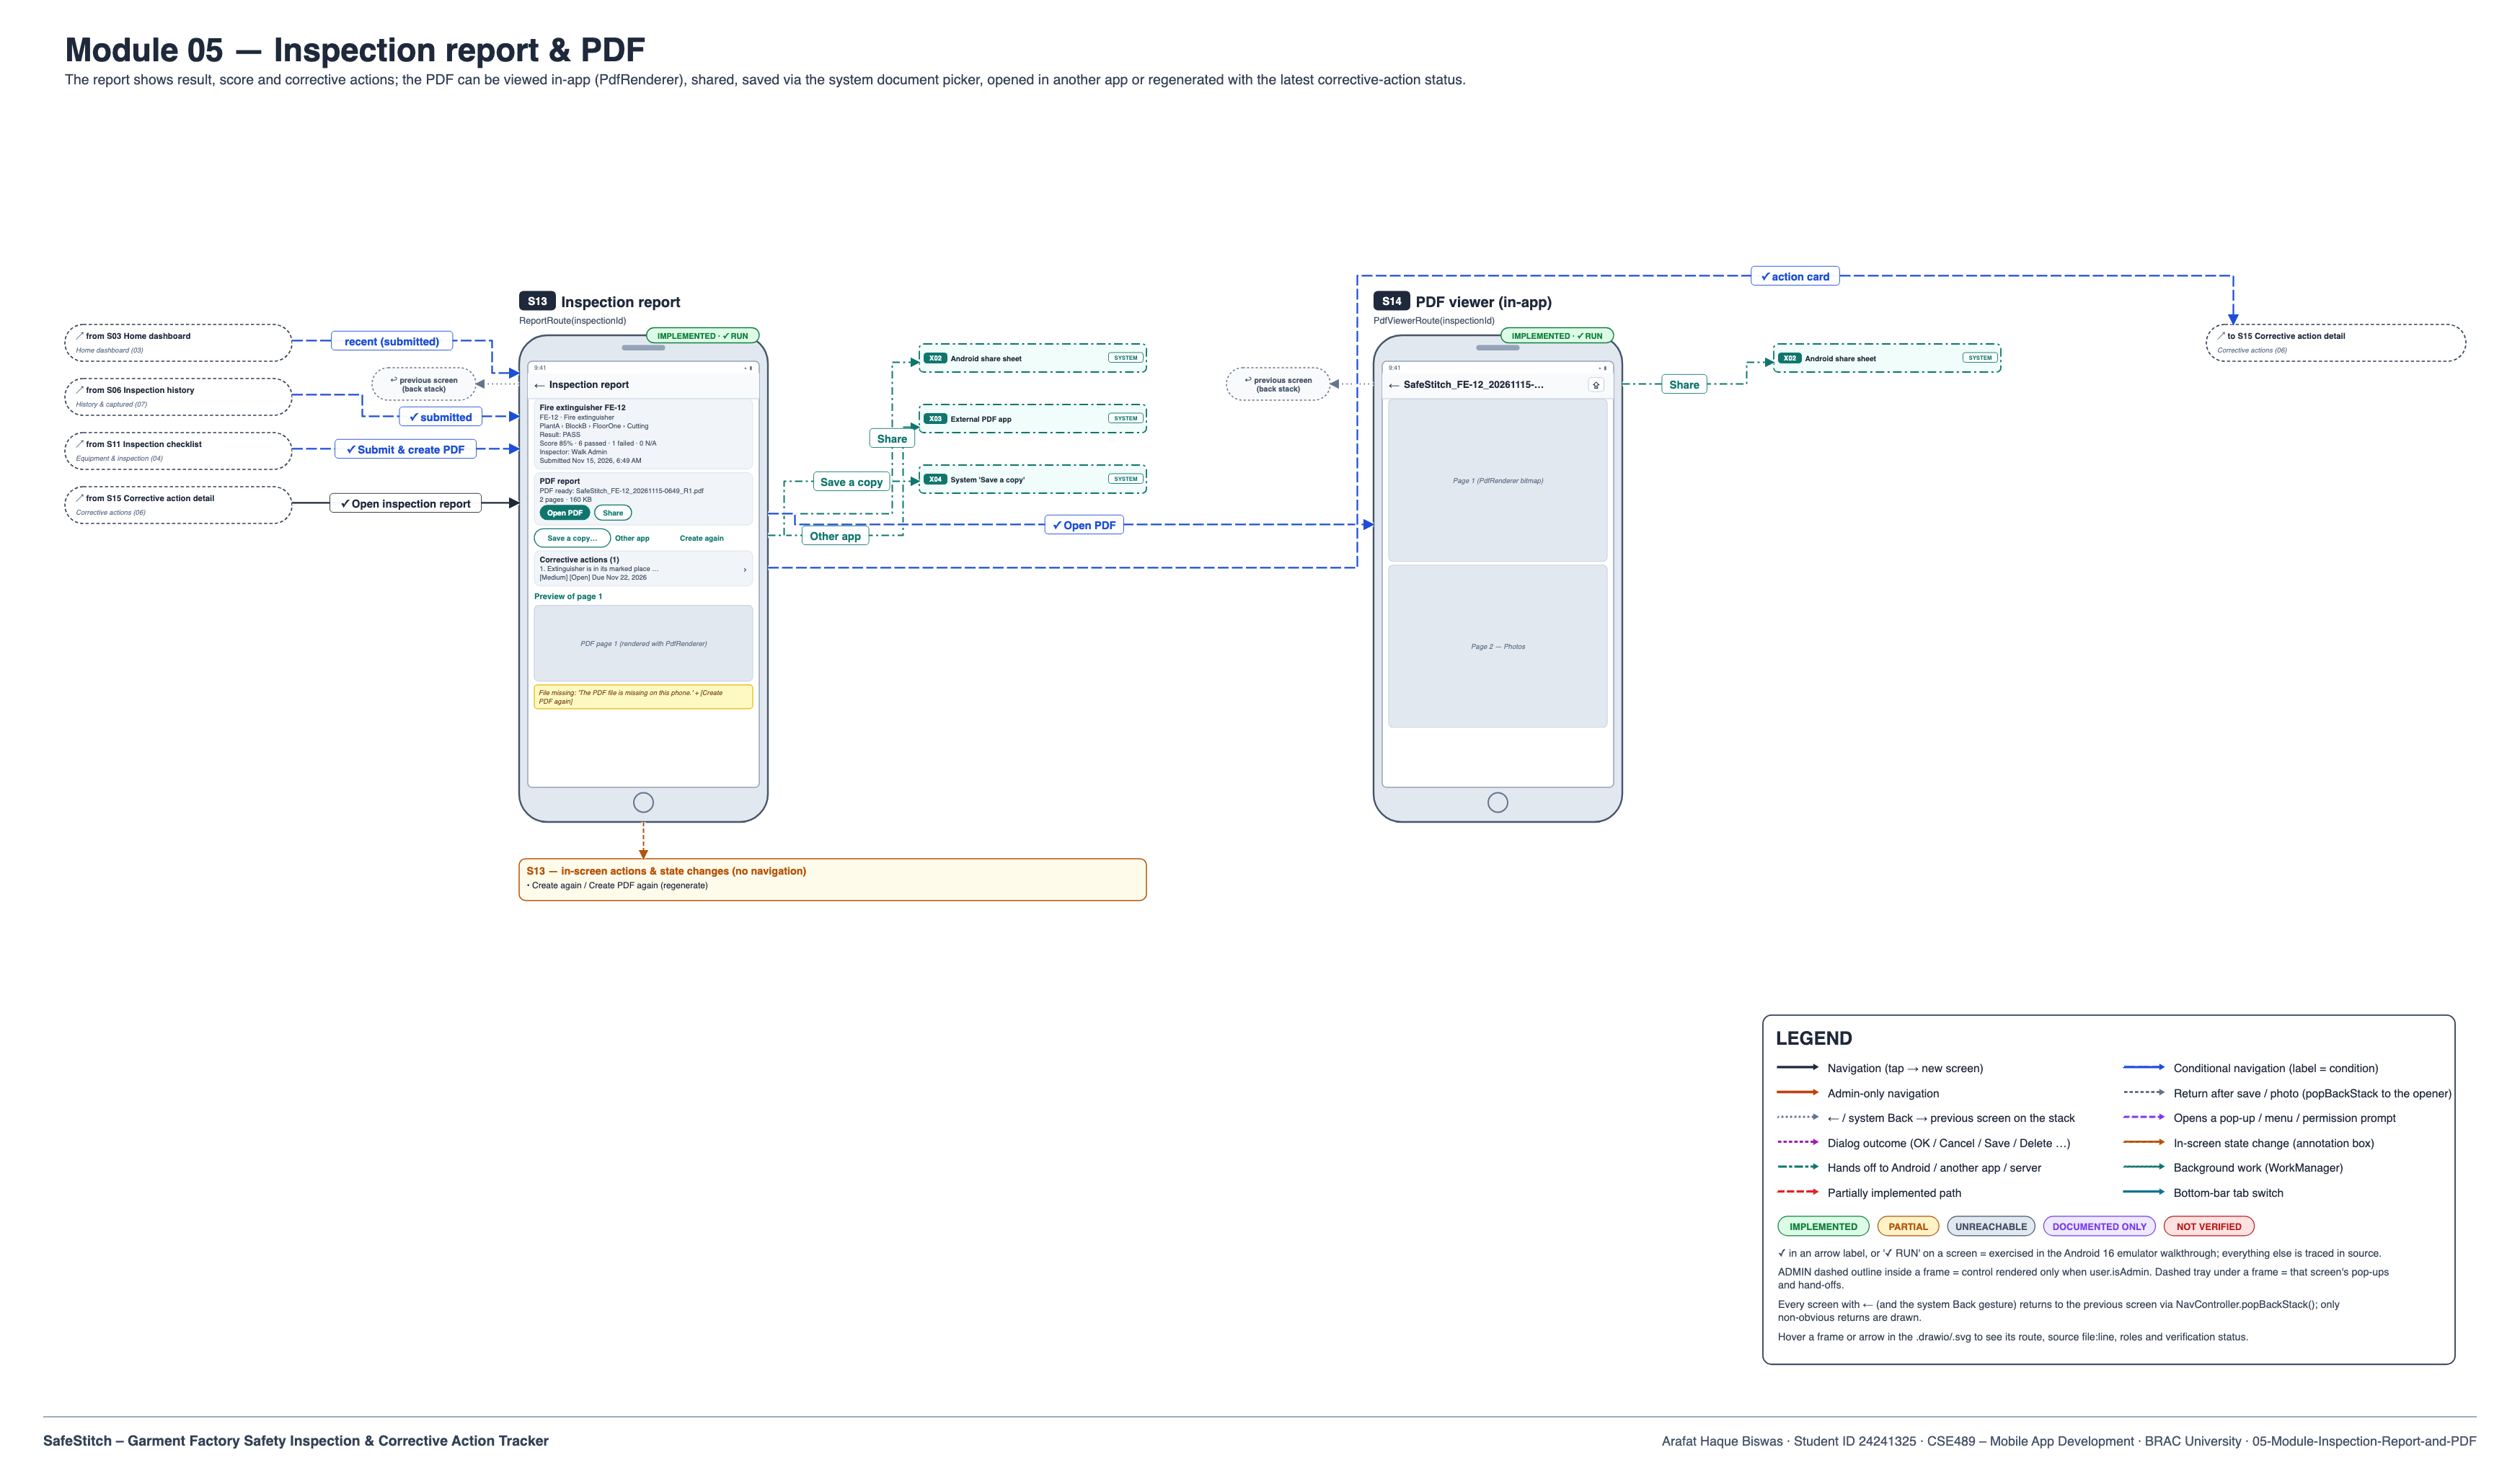 Module 05 — Inspection report & PDF
The report shows result, score and corrective actions; the PDF can be viewed in-app (PdfRenderer), shared, saved via the system document picker, opened in another app or regenerated with the latest corrective-action status.
✓ action card
S13 Inspection report
ReportRoute(inspectionId)
IMPLEMENTED · ✓ RUN
S14 PDF viewer (in-app)
PdfViewerRoute(inspectionId)
IMPLEMENTED · ✓ RUN
↗ from S03 Home dashboard
Home dashboard (03)
recent (submitted)
↗ from S06 Inspection history
History & captured (07)
✓ submitted
↗ from S11 Inspection checklist
Equipment & inspection (04)
✓ Submit & create PDF
↗ from S15 Corrective action detail
Corrective actions (06)
✓ Open inspection report
↩ previous screen
(back stack)
9:41
← Inspection report
Fire extinguisher FE-12
FE-12 · Fire extinguisher
PlantA › BlockB › FloorOne › Cutting
Result: PASS
Score 85% · 6 passed · 1 failed · 0 N/A
Inspector: Walk Admin
Submitted Nov 15, 2026, 6:49 AM
PDF report
PDF ready: SafeStitch_FE-12_20261115-0649_R1.pdf
2 pages · 160 KB
Open PDF Share
Save a copy… Other app Create again
Corrective actions (1)
1. Extinguisher is in its marked place …
[Medium] [Open] Due Nov 22, 2026
›
Preview of page 1
PDF page 1 (rendered with PdfRenderer)
File missing: 'The PDF file is missing on this phone.' + [Create
PDF again]
X02 Android share sheet SYSTEM
X03 External PDF app SYSTEM
X04 System 'Save a copy' SYSTEM
Share
Save a copy
Other app
✓ Open PDF
↩ previous screen
(back stack)
9:41
← SafeStitch_FE-12_20261115-…
Page 1 (PdfRenderer bitmap)
Page 2 — Photos
Share
X02 Android share sheet SYSTEM
↗ to S15 Corrective action detail
Corrective actions (06)
S13 — in-screen actions & state changes (no navigation)
• Create again / Create PDF again (regenerate)
LEGEND
Navigation (tap → new screen)
Conditional navigation (label = condition)
Admin-only navigation
Return after save / photo (popBackStack to the opener)
← / system Back → previous screen on the stack
Opens a pop-up / menu / permission prompt
Dialog outcome (OK / Cancel / Save / Delete …)
In-screen state change (annotation box)
Hands off to Android / another app / server
Background work (WorkManager)
Partially implemented path
Bottom-bar tab switch
IMPLEMENTED PARTIAL UNREACHABLE DOCUMENTED ONLY NOT VERIFIED
✓ in an arrow label, or '✓ RUN' on a screen = exercised in the Android 16 emulator walkthrough; everything else is traced in source.
ADMIN dashed outline inside a frame = control rendered only when user.isAdmin. Dashed tray under a frame = that screen's pop-ups
and hand-offs.
Every screen with ← (and the system Back gesture) returns to the previous screen via NavController.popBackStack(); only
non-obvious returns are drawn.
Hover a frame or arrow in the .drawio/.svg to see its route, source file:line, roles and verification status.
SafeStitch – Garment Factory Safety Inspection & Corrective Action Tracker
Arafat Haque Biswas · Student ID 24241325 · CSE489 – Mobile App Development · BRAC University · 05-Module-Inspection-Report-and-PDF